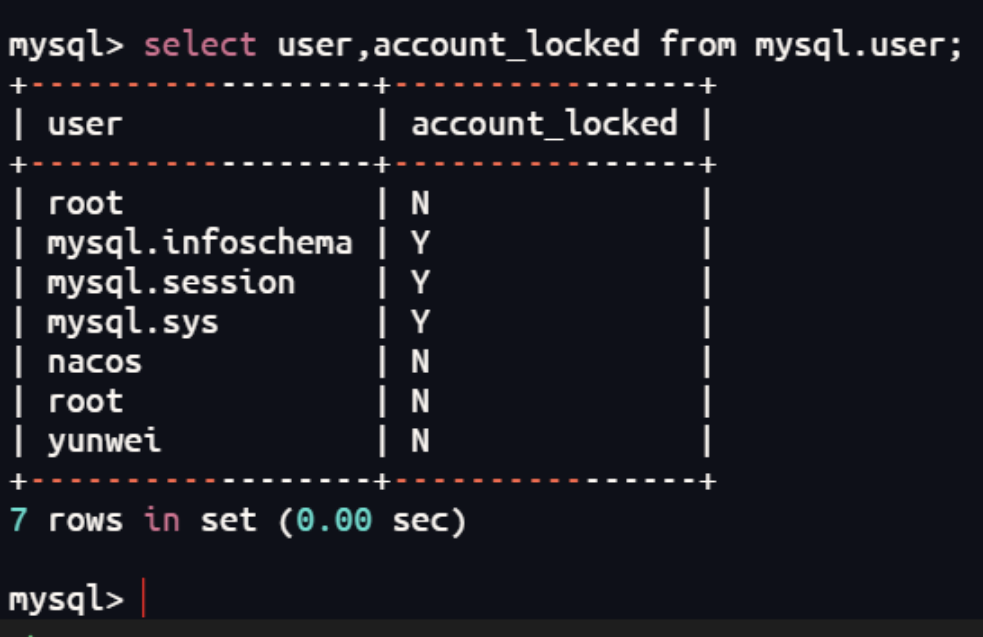 mysql> select user,account_locked from mysql.user;
+------------------+----------------+
| user             | account_locked |
+------------------+----------------+
| root             | N              |
| mysql.infoschema | Y              |
| mysql.session    | Y              |
| mysql.sys        | Y              |
| nacos            | N              |
| root             | N              |
| yunwei           | N              |
+------------------+----------------+
7 rows in set (0.00 sec)
mysql>